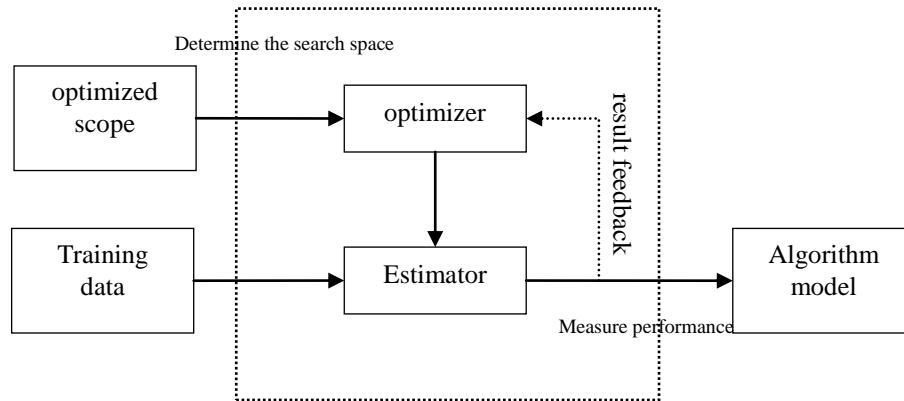 Determine the search space
optimized
scope
optimizer
result feedback
Training
data
Estimator
Algorithm
model
Measure performance